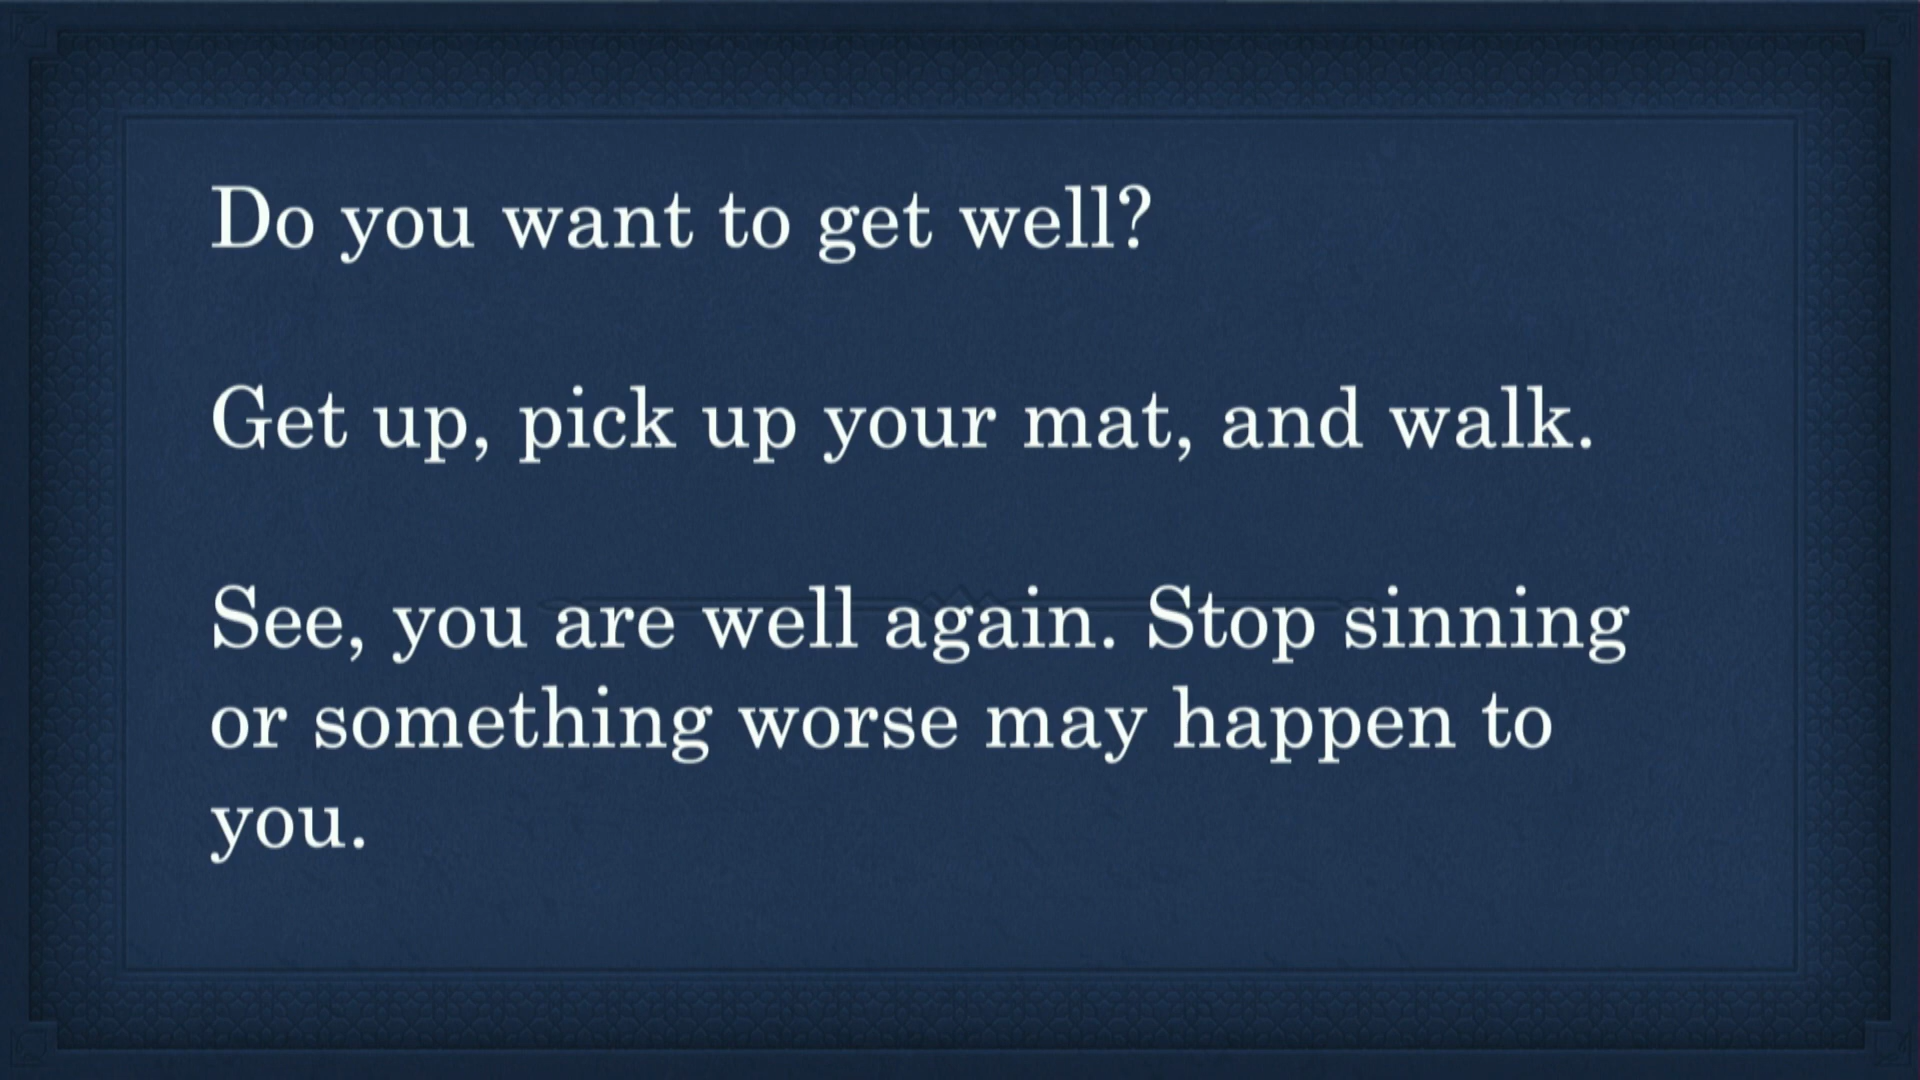 Do you want to get well?
Get up, pick up your mat, and walk.
See, you are well again. Stop sinning
or something worse may happen to
you.